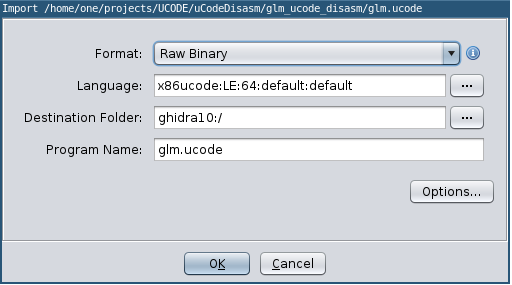 Import /home/one/projects/UCODE/uCodeDisasm/glm_ucode_disasm/glm.ucode
Format: Raw Binary
Language: x86ucode:LE:64:default:default ...
Destination Folder: ghidra10:/ ...
Program Name: glm.ucode
Options...
OK Cancel